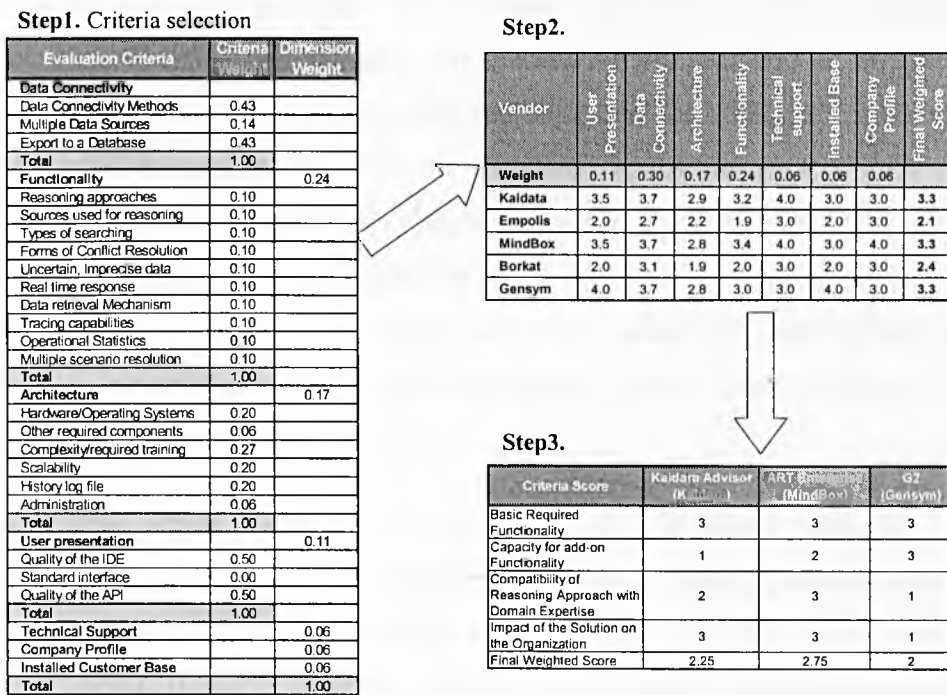 Step1. Criteria selection
Evaluation Criteria Criteria Weight Dimension Weight
Data Connectivity
Data Connectivity Methods 0.43
Multiple Data Sources 0.14
Export to a Database 0.43
Total 1.00
Functionality 0.24
Reasoning approaches 0.10
Sources used for reasoning 0.10
Types of searching 0.10
Forms of Conflict Resolution 0.10
Uncertain, Imprecise data 0.10
Real time response 0.10
Data retrieval Mechanism 0.10
Tracing capabilities 0.10
Operational Statistics 0.10
Multiple scenario resolution 0.10
Total 1.00
Architecture 0.17
Hardware/Operating Systems 0.20
Other required components 0.06
Complexity/required training 0.27
Scalability 0.20
History log file 0.20
Administration 0.06
Total 1.00
User presentation 0.11
Quality of the IDE 0.50
Standard interface 0.00
Quality of the API 0.50
Total 1.00
Technical Support 0.06
Company Profile 0.06
Installed Customer Base 0.06
Total 1.00
Step2.
Vendor User Presentation Data Connectivity Architecture Functionality Technical support Installed Base Company Profile Final Weighted Score
Weight 0.11 0.30 0.17 0.24 0.06 0.06 0.06
Kaidata 3.5 3.7 2.9 3.2 4.0 3.0 3.0 3.3
Empolis 2.0 2.7 2.2 1.9 3.0 2.0 3.0 2.1
MindBox 3.5 3.7 2.8 3.4 4.0 3.0 4.0 3.3
Borkat 2.0 3.1 1.9 2.0 3.0 2.0 3.0 2.4
Gensym 4.0 3.7 2.8 3.0 3.0 4.0 3.0 3.3
Step3.
Criteria Score Kaidara Advisor ART (MindBox) G2 (Gensym)
Basic Required Functionality 3 3 3
Capacity for add-on Functionality 1 2 3
Compatibility of Reasoning Approach with Domain Expertise 2 3 1
Impact of the Solution on the Organization 3 3 1
Final Weighted Score 2.25 2.75 2